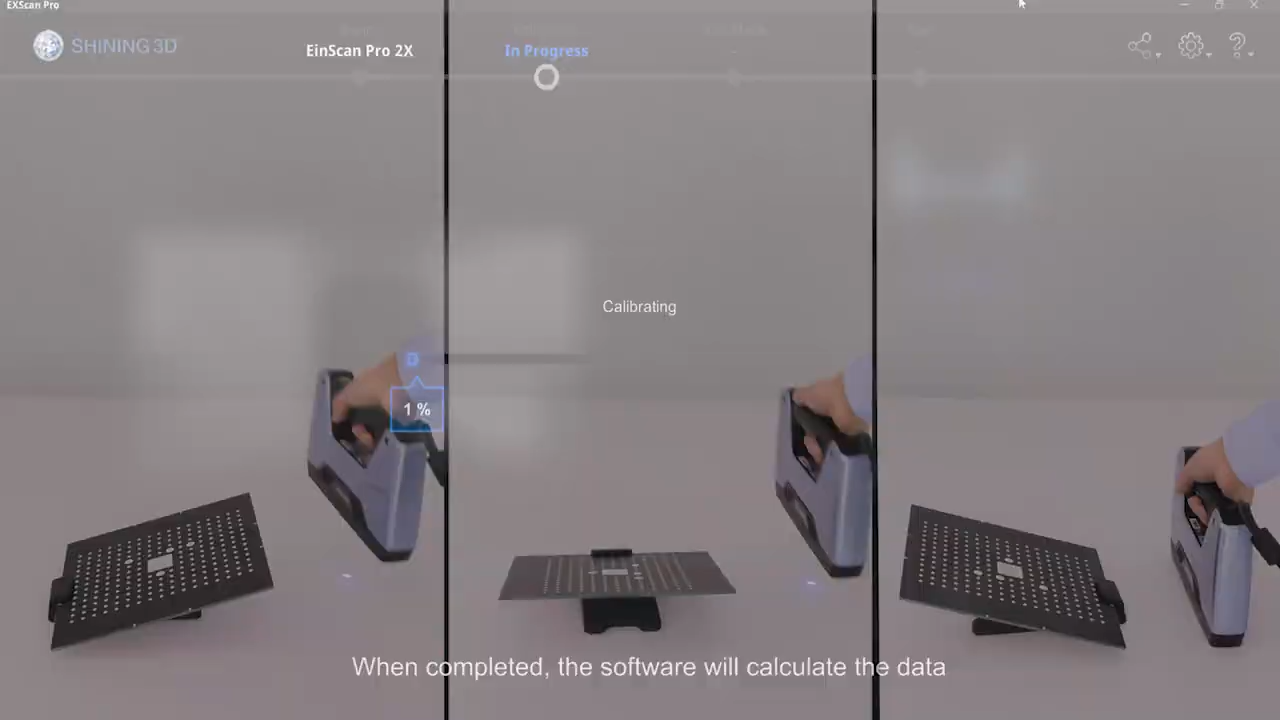 EXScan Pro
SHINING 3D
EinScan Pro 2X
In Progress
Calibrating
1 %
When completed, the software will calculate the data